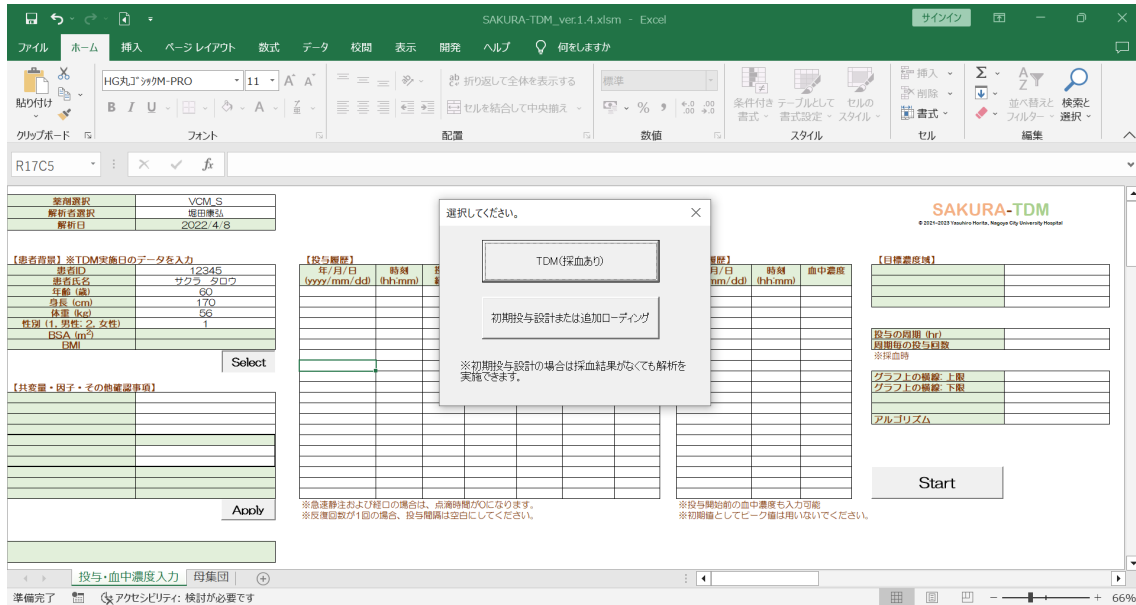 SAKURA-TDM_ver.1.4.xlsm - Excel
サインイン
ファイル ホーム 挿入 ページ レイアウト 数式 データ 校閲 表示 開発 ヘルプ 何をしますか
貼り付け
HG丸ｺﾞｼｯｸM-PRO 11
折り返して全体を表示する
セルを結合して中央揃え
標準
条件付き書式 テーブルとして書式設定 セルのスタイル
挿入
削除
書式
並べ替えとフィルター
検索と選択
クリップボード フォント 配置 数値 スタイル セル 編集
R17C5
fx
薬剤選択 VCM_S
解析者選択 堀田康弘
解析日 2022/4/8
SAKURA-TDM
© 2021-2023 Yasuhiro Horita, Nagoya City University Hospital
【患者背景】※TDM実施日のデータを入力
患者ID 12345
患者氏名 サクラ タロウ
年齢 (歳) 60
身長 (cm) 170
体重 (kg) 56
性別 (1, 男性; 2, 女性) 1
BSA (m²)
BMI
Select
【共変量・因子・その他確認事項】
Apply
【投与履歴】
年/月/日 時刻
(yyyy/mm/dd) (hh:mm)
※急速静注および経口の場合は、点滴時間が0になります。
※反復回数が1回の場合、投与間隔は空白にしてください。
選択してください。
TDM(採血あり)
初期投与設計または追加ローディング
※初期投与設計の場合は採血結果がなくても解析を
実施できます。
歴】
月/日 時刻 血中濃度
mm/dd) (hh:mm)
※投与開始前の血中濃度も入力可能
※初期値としてピーク値は用いないでください。
【目標濃度域】
投与の周期 (hr)
周期毎の投与回数
※採血時
グラフ上の横線: 上限
グラフ上の横線: 下限
アルゴリズム
Start
投与・血中濃度入力 母集団
準備完了 アクセシビリティ: 検討が必要です
66%